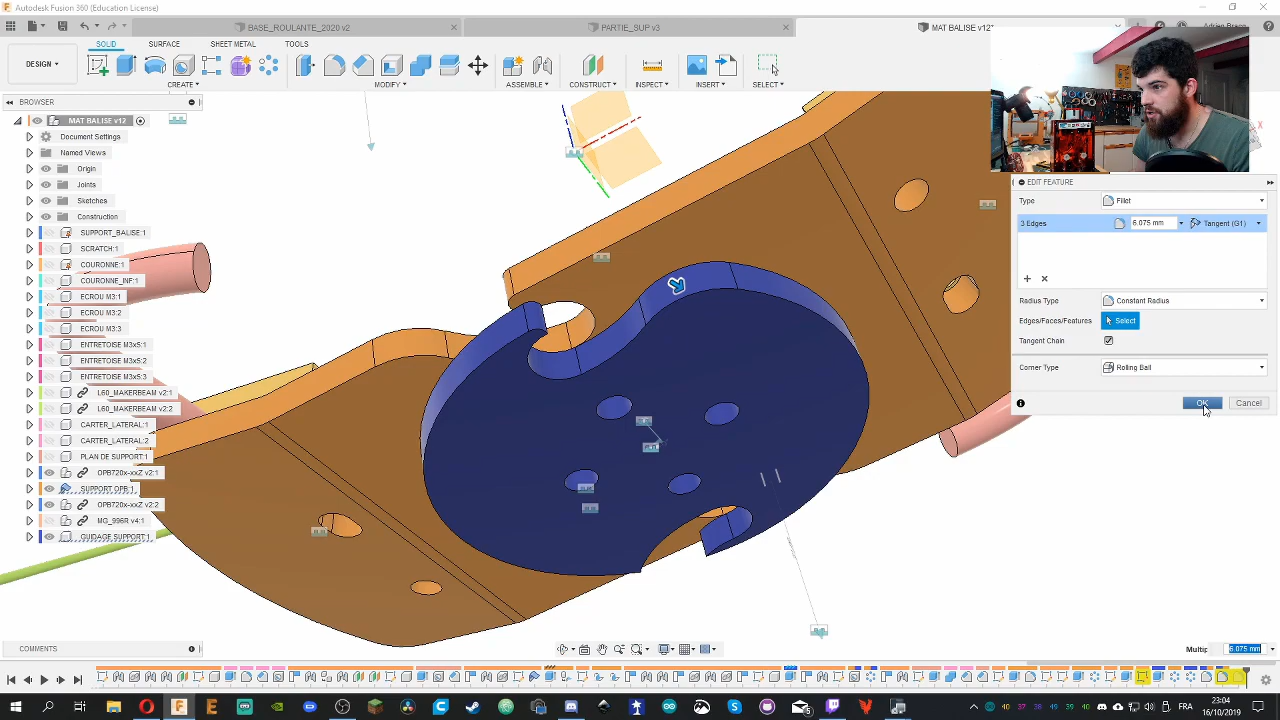 Autodesk Fusion 360 (Education License)
BASE_ROULANTE_2020 v2
PARTIE_SUP v3
MAT BALISE v12*
DESIGN
SOLID
SURFACE
SHEET METAL
TOOLS
CREATE
MODIFY
ASSEMBLE
CONSTRUCT
INSPECT
INSERT
SELECT
BROWSER
MAT BALISE v12
Document Settings
Named Views
Origin
Joints
Sketches
Construction
SUPPORT_BALISE:1
SCRATCH:1
COURONNE:1
COURONNE_INF:1
ECROU M3:1
ECROU M3:2
ECROU M3:3
ENTRETOISE M3x5:1
ENTRETOISE M3x5:2
ENTRETOISE M3x5:3
L60_MAKERBEAM v2:1
L60_MAKERBEAM v2:2
CARTER_LATERAL:1
CARTER_LATERAL:2
PLAN DE SUPPORT:1
OPB720x-xxZ v2:1
SUPPORT OPB:1
OPB720x-xxZ v2:2
MG_996R v4:1
GUIDAGE SUPPORT:1
EDIT FEATURE
Type
Fillet
3 Edges
6.075 mm
Tangent (G1)
Radius Type
Constant Radius
Edges/Faces/Features
Select
Tangent Chain
Corner Type
Rolling Ball
OK
Cancel
COMMENTS
Multip
6.075 mm
40 37 38 49 39 40
FRA
23:04
16/10/2019